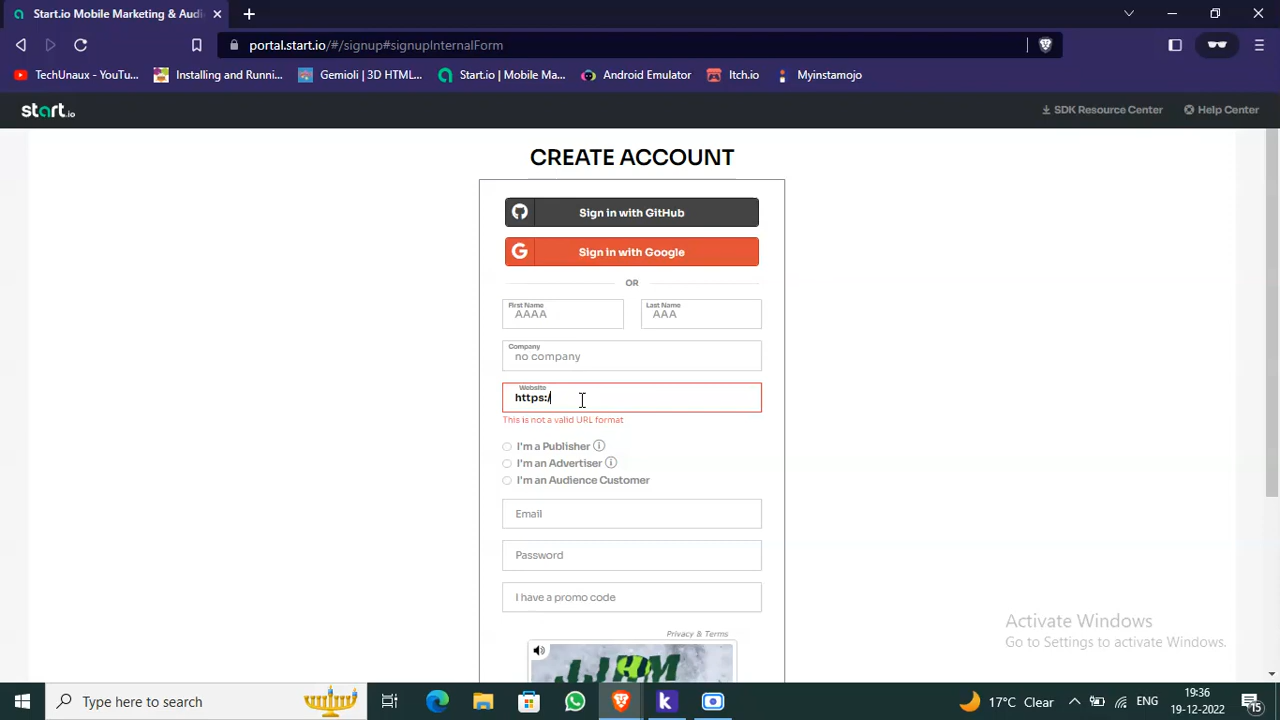 Start.io Mobile Marketing & Audi
portal.start.io/#/signup#signupInternalForm
TechUnaux - YouTu...
Installing and Runni...
Gemioli | 3D HTML...
Start.io | Mobile Ma...
Android Emulator
Itch.io
Myinstamojo
start.io
SDK Resource Center
Help Center
CREATE ACCOUNT
Sign in with GitHub
G
Sign in with Google
OR
First Name
AAAA
Last Name
AAA
Company
no company
Website
https:/
This is not a valid URL format
I'm a Publisher
I'm an Advertiser
I'm an Audience Customer
Email
Password
I have a promo code
Privacy & Terms
Activate Windows
Go to Settings to activate Windows.
Type here to search
17°C Clear
ENG
19:36
19-12-2022
15